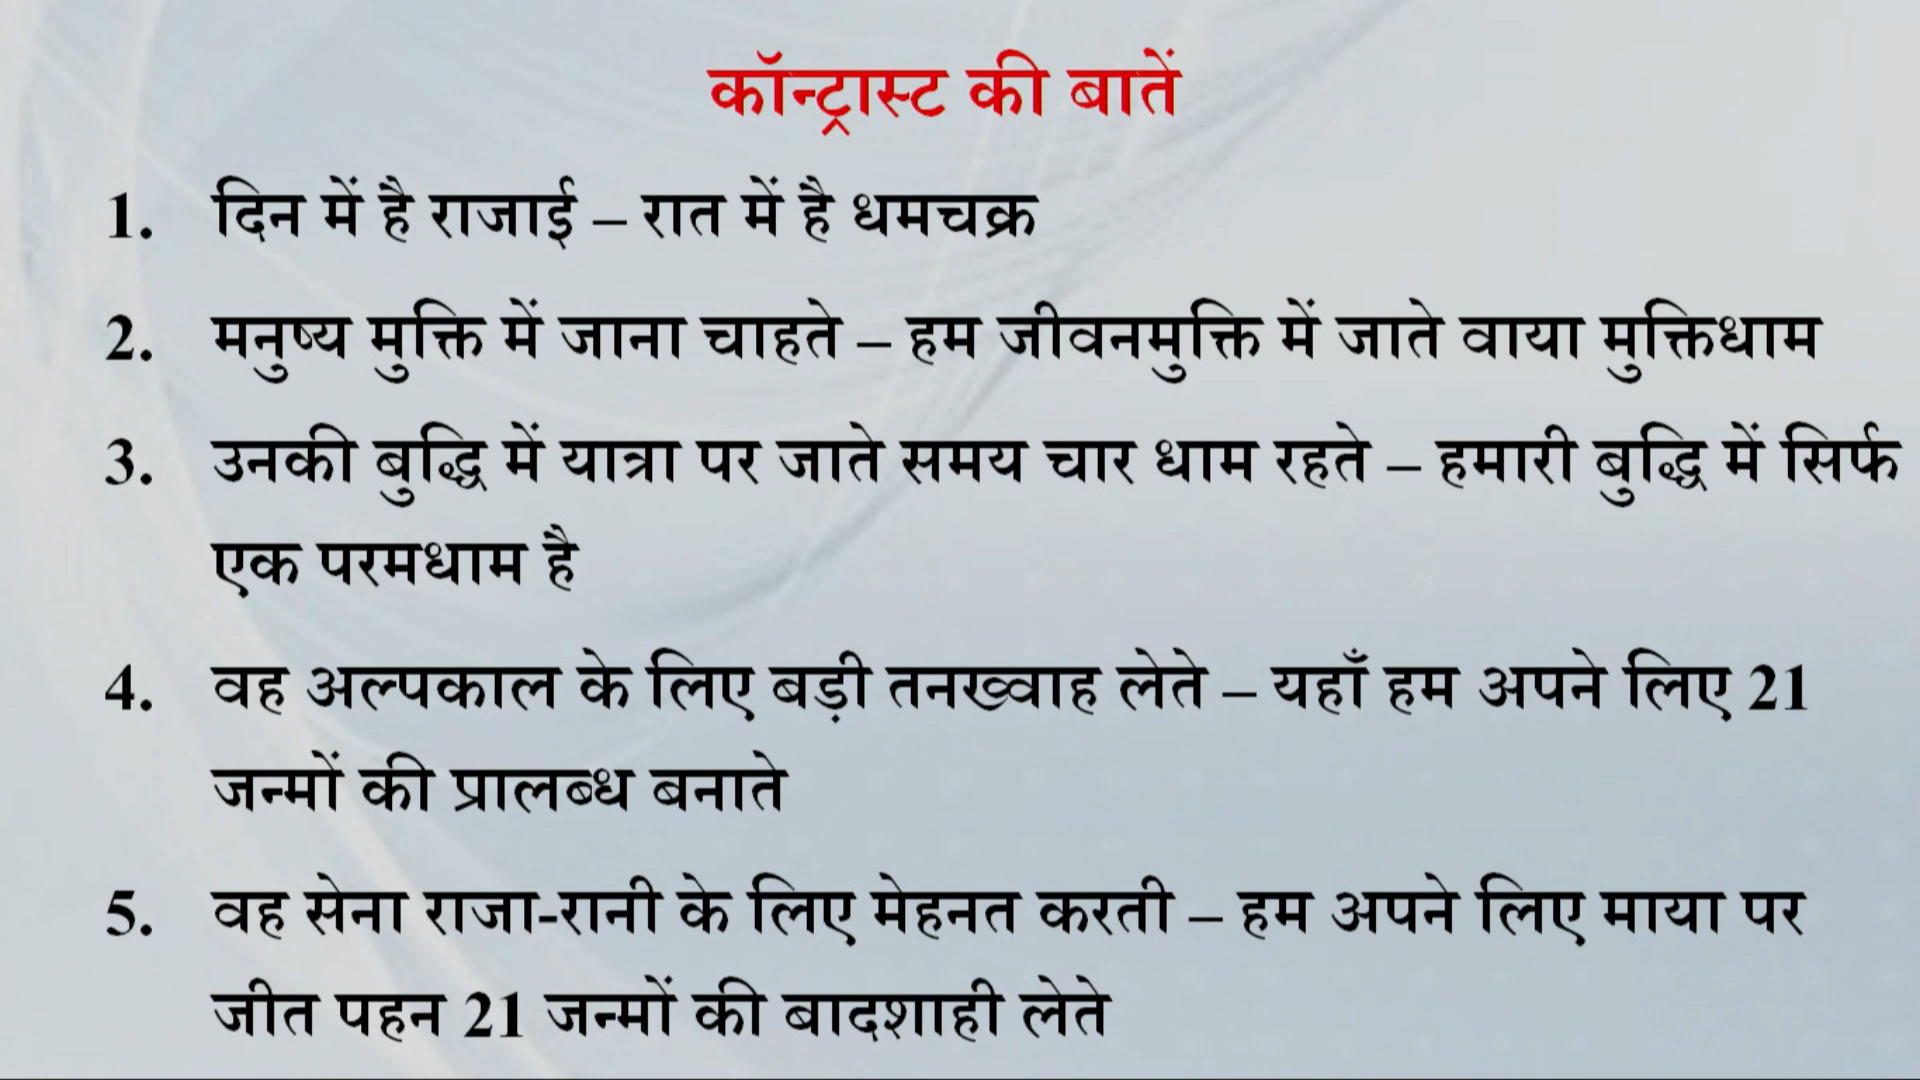 कॉन्ट्रास्ट की बातें
1. दिन में है राजाई – रात में है धमचक्र
2. मनुष्य मुक्ति में जाना चाहते – हम जीवनमुक्ति में जाते वाया मुक्तिधाम
3. उनकी बुद्धि में यात्रा पर जाते समय चार धाम रहते – हमारी बुद्धि में सिर्फ
एक परमधाम है
4. वह अल्पकाल के लिए बड़ी तनख्वाह लेते – यहाँ हम अपने लिए 21
जन्मों की प्रालब्ध बनाते
5. वह सेना राजा-रानी के लिए मेहनत करती – हम अपने लिए माया पर
जीत पहन 21 जन्मों की बादशाही लेते